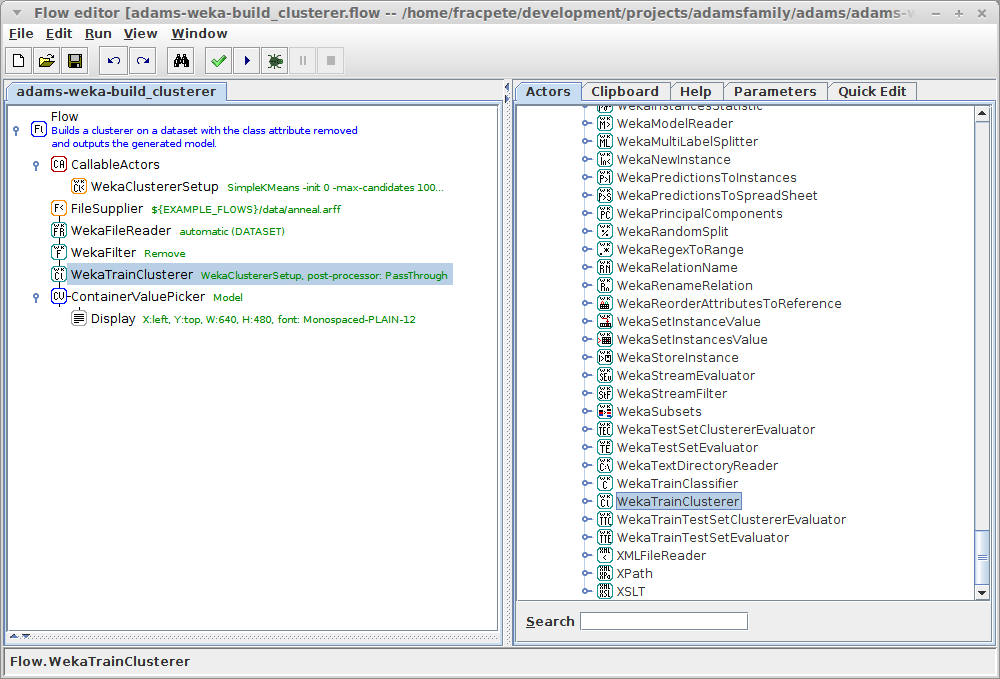 Flow editor [adams-weka-build_clusterer.flow -- /home/fracpete/development/projects/adamsfamily/adams/adams-w
File Edit Run View Window
adams-weka-build_clusterer
Flow
Builds a clusterer on a dataset with the class attribute removed
and outputs the generated model.
CallableActors
WekaClustererSetup SimpleKMeans -init 0 -max-candidates 100...
FileSupplier ${EXAMPLE_FLOWS}/data/anneal.arff
WekaFileReader automatic (DATASET)
WekaFilter Remove
WekaTrainClusterer WekaClustererSetup, post-processor: PassThrough
ContainerValuePicker Model
Display X:left, Y:top, W:640, H:480, font: Monospaced-PLAIN-12
Actors Clipboard Help Parameters Quick Edit
WekaInstancesStatistic
WekaModelReader
WekaMultiLabelSplitter
WekaNewInstance
WekaPredictionsToInstances
WekaPredictionsToSpreadSheet
WekaPrincipalComponents
WekaRandomSplit
WekaRegexToRange
WekaRelationName
WekaRenameRelation
WekaReorderAttributesToReference
WekaSetInstanceValue
WekaSetInstancesValue
WekaStoreInstance
WekaStreamEvaluator
WekaStreamFilter
WekaSubsets
WekaTestSetClustererEvaluator
WekaTestSetEvaluator
WekaTextDirectoryReader
WekaTrainClassifier
WekaTrainClusterer
WekaTrainTestSetClustererEvaluator
WekaTrainTestSetEvaluator
XMLFileReader
XPath
XSLT
Search
Flow.WekaTrainClusterer